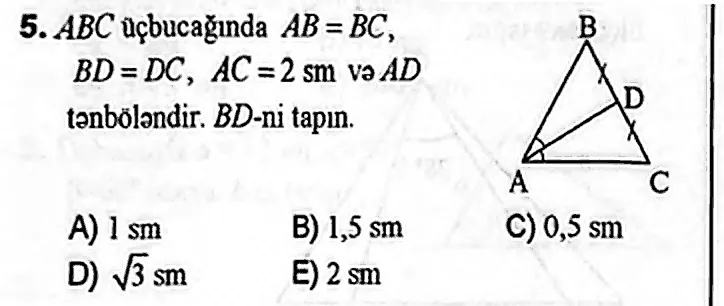 5. ABC üçbucağında AB = BC,
BD = DC, AC = 2 sm və AD
tənböləndir. BD-ni tapın.
B
D
A
C
A) 1 sm B) 1,5 sm C) 0,5 sm
D) √3 sm E) 2 sm